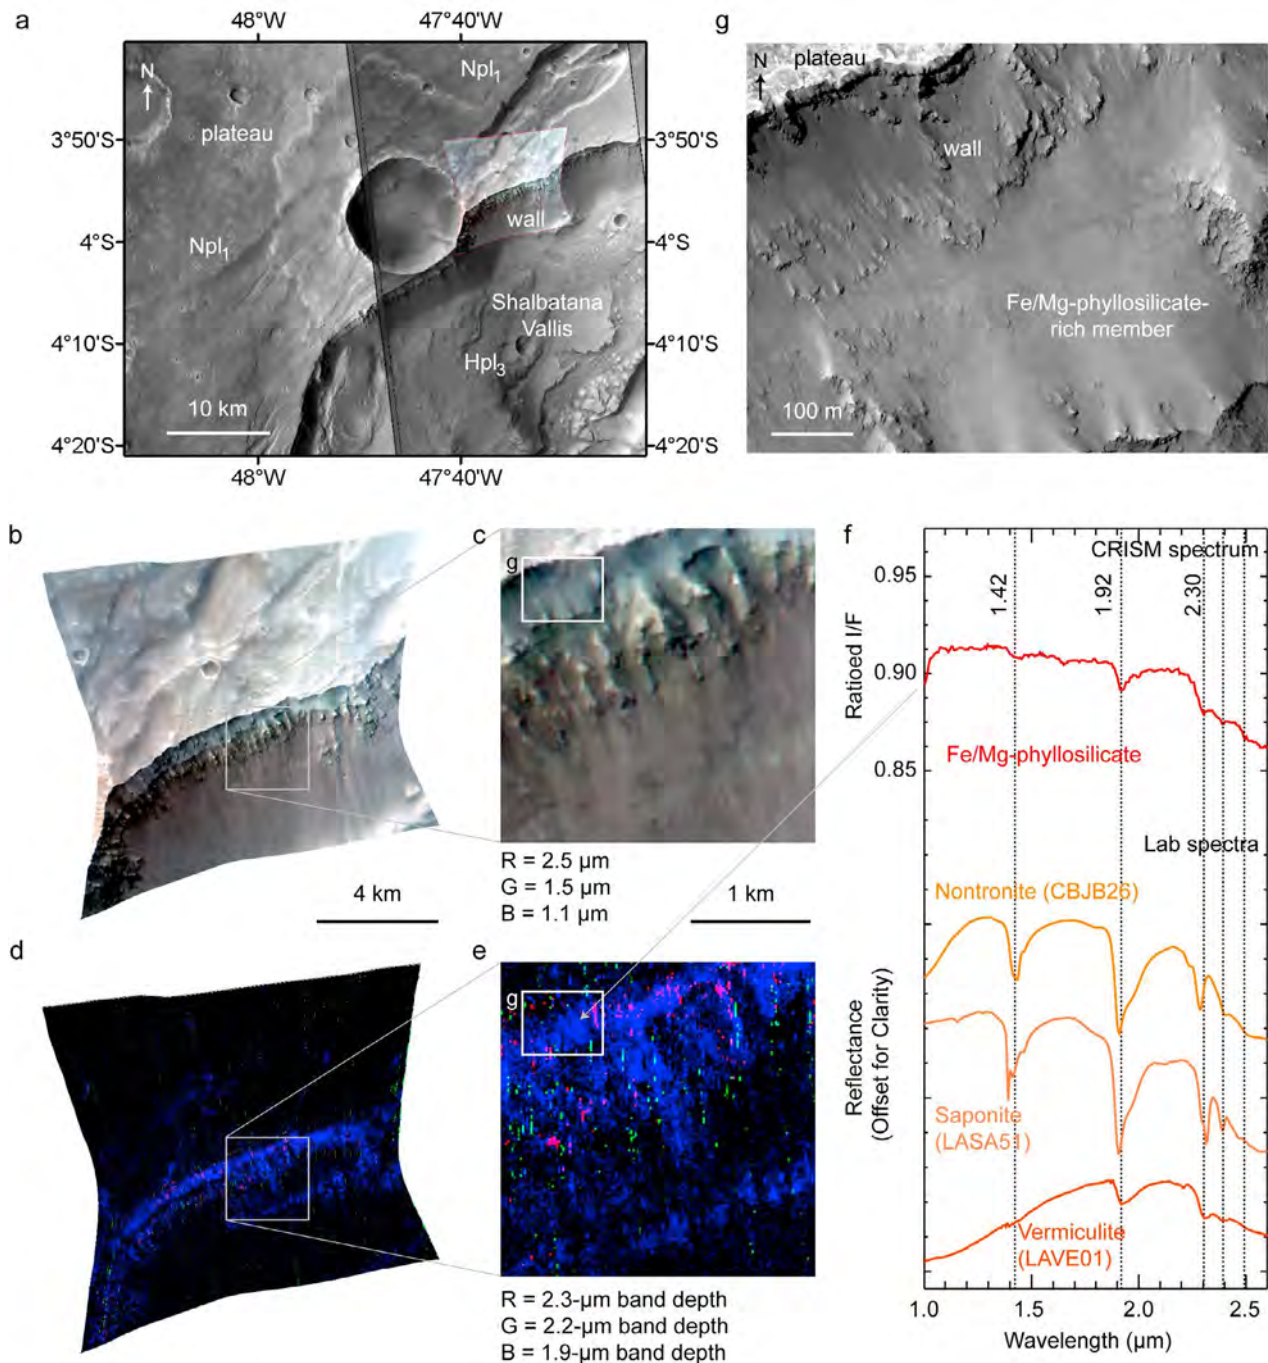 a
48°W
47°40'W
N
Npl1
plateau
3°50'S
3°50'S
wall
4°S
4°S
Npl1
Shalbatana
Vallis
4°10'S
4°10'S
Hpl3
10 km
4°20'S
4°20'S
48°W
47°40'W
g
plateau
N
wall
Fe/Mg-phyllosilicate-
rich member
100 m
b
4 km
c
g
R = 2.5 µm
G = 1.5 µm
B = 1.1 µm
1 km
d
e
g
R = 2.3-µm band depth
G = 2.2-µm band depth
B = 1.9-µm band depth
f
CRISM spectrum
0.95
1.42
1.92
2.30
Ratioed I/F
0.90
Fe/Mg-phyllosilicate
0.85
Lab spectra
Nontronite (CBJB26)
Reflectance
(Offset for Clarity)
Saponite
(LASA51)
Vermiculite
(LAVE01)
1.0
1.5
2.0
2.5
Wavelength (µm)